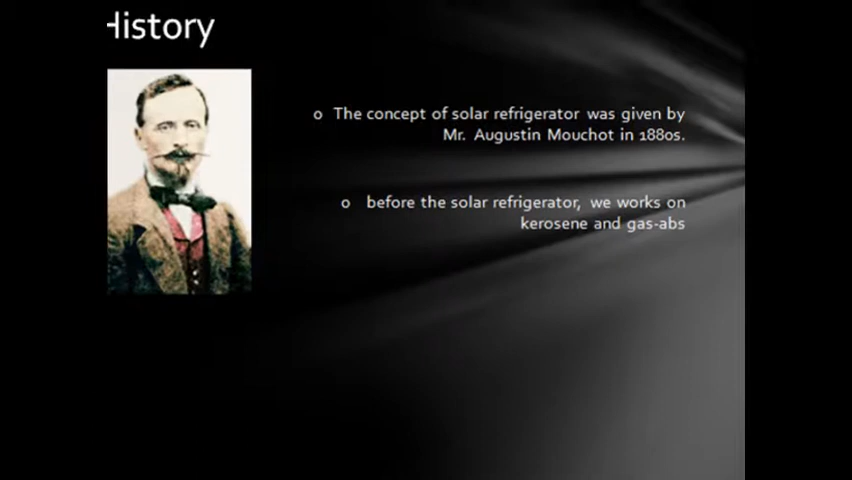 History
o The concept of solar refrigerator was given by
Mr. Augustin Mouchot in 1880s.
o before the solar refrigerator, we works on
kerosene and gas-abs